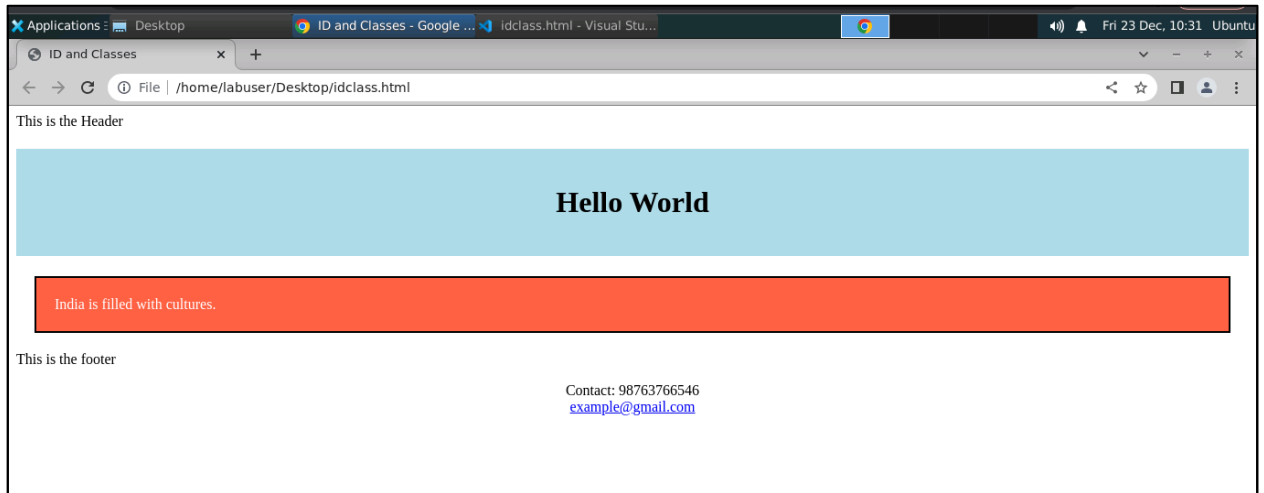 Applications Desktop ID and Classes - Google ... idclass.html - Visual Stu... Fri 23 Dec, 10:31 Ubuntu
ID and Classes
File /home/labuser/Desktop/idclass.html
This is the Header
Hello World
India is filled with cultures.
This is the footer
Contact: 98763766546
example@gmail.com